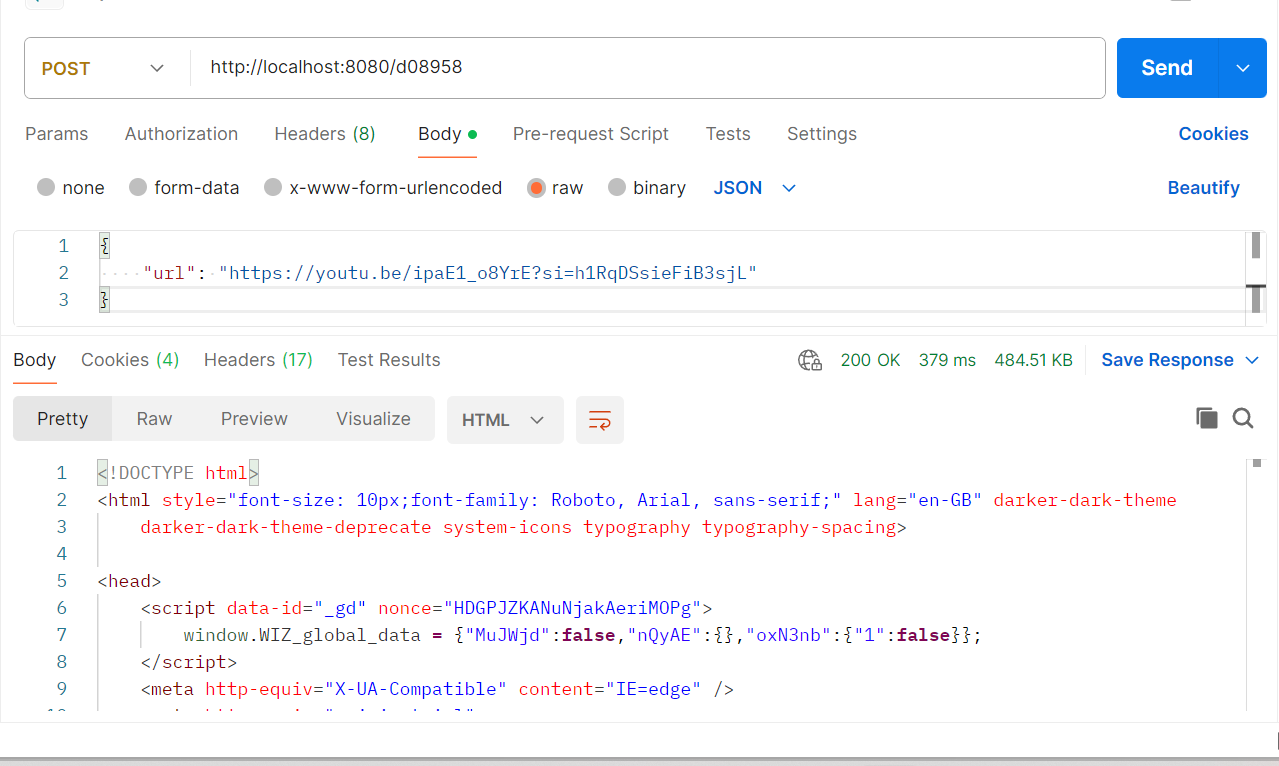 POST
http://localhost:8080/d08958
Send
Params Authorization Headers (8) Body Pre-request Script Tests Settings Cookies
none form-data x-www-form-urlencoded raw binary JSON Beautify
1 {
2 ····"url":·"https://youtu.be/ipaE1_o8YrE?si=h1RqDSsieFiB3sjL"
3 }
Body Cookies (4) Headers (17) Test Results 200 OK 379 ms 484.51 KB Save Response
Pretty Raw Preview Visualize HTML
1 <!DOCTYPE html>
2 <html style="font-size: 10px;font-family: Roboto, Arial, sans-serif;" lang="en-GB" darker-dark-theme
3 darker-dark-theme-deprecate system-icons typography typography-spacing>
4
5 <head>
6 <script data-id="_gd" nonce="HDGPJZKANuNjakAeriMOPg">
7 window.WIZ_global_data = {"MuJWjd":false,"nQyAE":{},"oxN3nb":{"1":false}};
8 </script>
9 <meta http-equiv="X-UA-Compatible" content="IE=edge" />